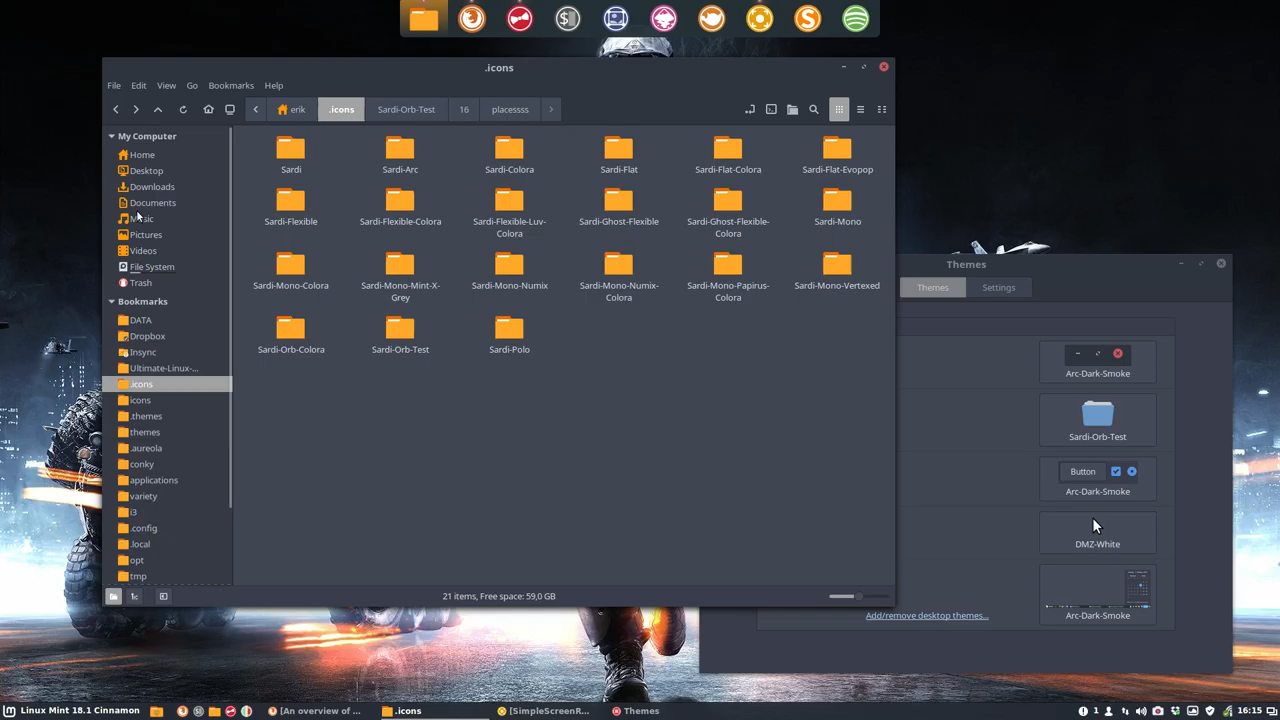 .icons
File Edit View Go Bookmarks Help
erik .icons Sardi-Orb-Test 16 placessss
My Computer
Home
Desktop
Downloads
Documents
Music
Pictures
Videos
File System
Trash
Bookmarks
DATA
Dropbox
Insync
Ultimate-Linux-...
.icons
icons
.themes
themes
.aureola
conky
applications
variety
i3
.config
.local
opt
tmp
Sardi
Sardi-Arc
Sardi-Colora
Sardi-Flat
Sardi-Flat-Colora
Sardi-Flat-Evopop
Sardi-Flexible
Sardi-Flexible-Colora
Sardi-Flexible-Luv-
Colora
Sardi-Ghost-Flexible
Sardi-Ghost-Flexible-
Colora
Sardi-Mono
Sardi-Mono-Colora
Sardi-Mono-Mint-X-
Grey
Sardi-Mono-Numix
Sardi-Mono-Numix-
Colora
Sardi-Mono-Papirus-
Colora
Sardi-Mono-Vertexed
Sardi-Orb-Colora
Sardi-Orb-Test
Sardi-Polo
21 items, Free space: 59,0 GB
Themes
Themes Settings
Arc-Dark-Smoke
Sardi-Orb-Test
Button
Arc-Dark-Smoke
DMZ-White
Arc-Dark-Smoke
Add/remove desktop themes...
Linux Mint 18.1 Cinnamon
[An overview of ...
.icons
[SimpleScreenR...
Themes
16:15